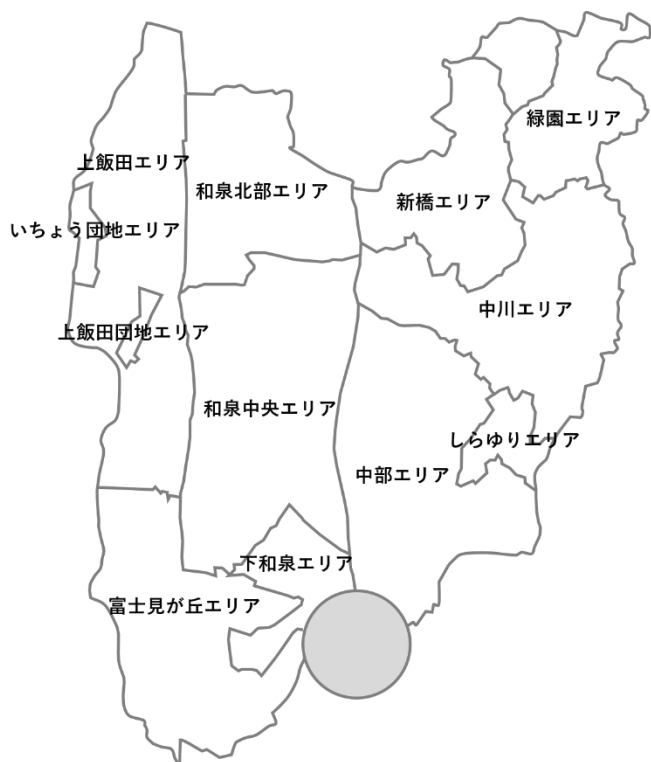 緑園エリア
上飯田エリア
和泉北部エリア
新橋エリア
いちょう団地エリア
中川エリア
上飯田団地エリア
和泉中央エリア
しらゆりエリア
中部エリア
下和泉エリア
富士見が丘エリア